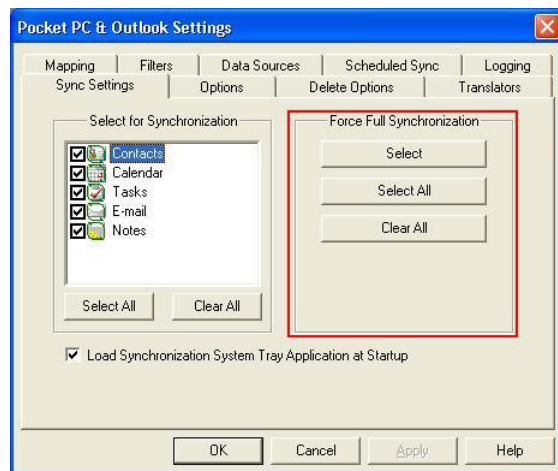 Pocket PC & Outlook Settings
Mapping Filters Data Sources Scheduled Sync Logging
Sync Settings Options Delete Options Translators
Select for Synchronization
Contacts
Calendar
Tasks
E-mail
Notes
Select All Clear All
Force Full Synchronization
Select
Select All
Clear All
Load Synchronization System Tray Application at Startup
OK Cancel Apply Help